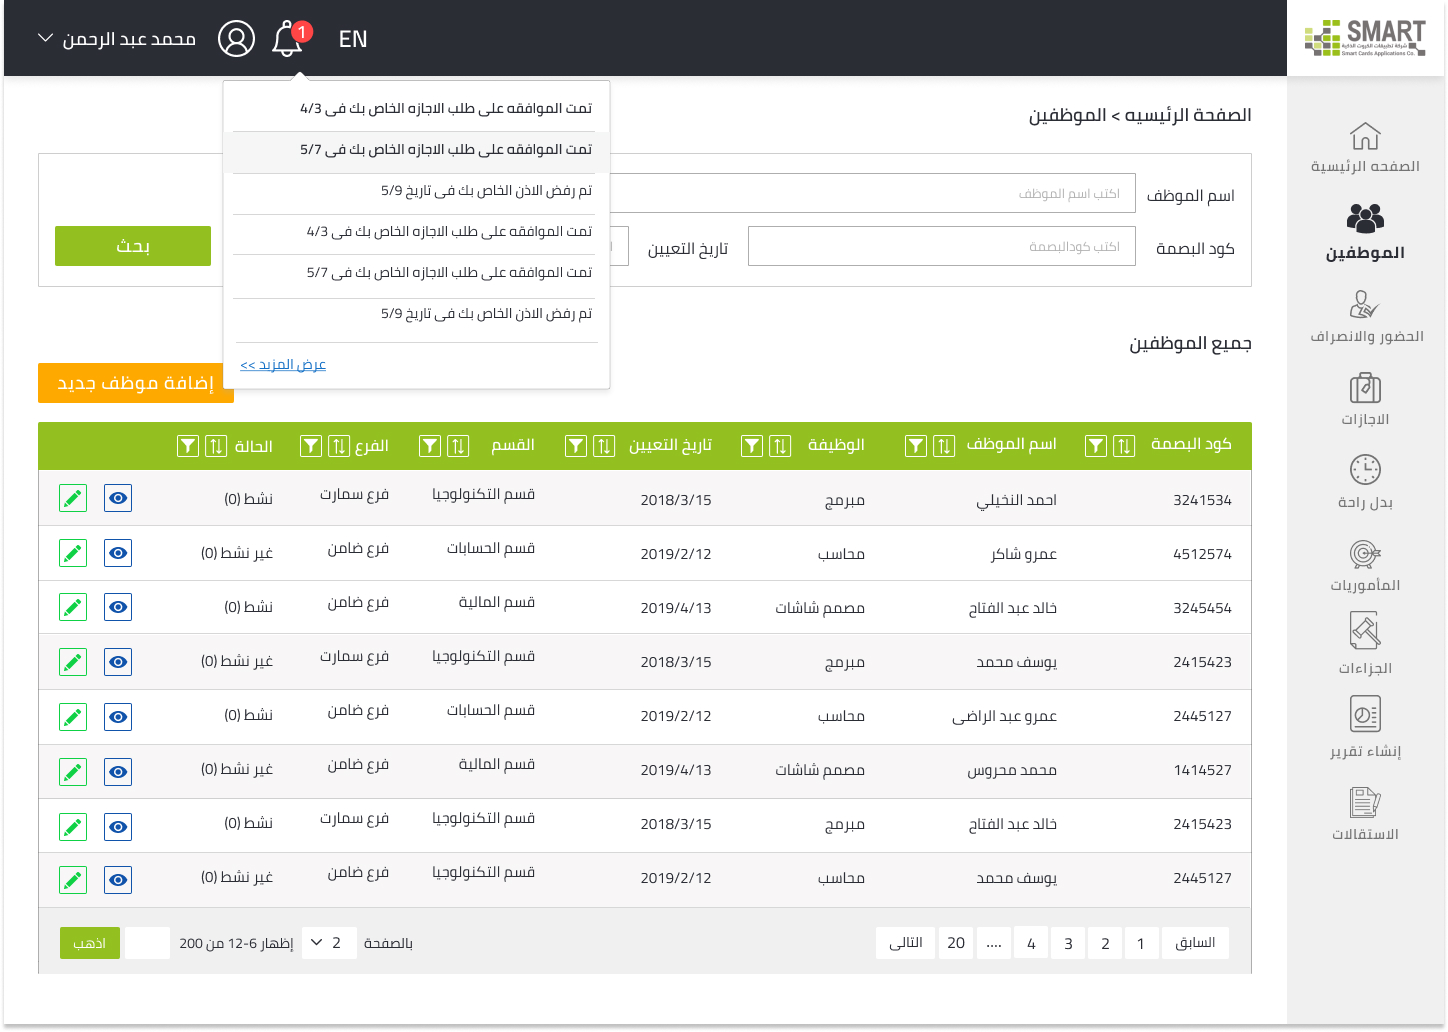 SMART
شركة تطبيقات الكروت الذكية
Smart Cards Applications Co.
EN
1
محمد عبد الرحمن
الصفحه الرئيسية
الموظفين
الحضور والانصراف
الاجازات
بدل راحة
المأموريات
الجزاءات
إنشاء تقرير
الاستقالات
تمت الموافقه على طلب الاجازه الخاص بك فى 4/3
تمت الموافقه على طلب الاجازه الخاص بك فى 5/7
تم رفض الاذن الخاص بك فى تاريخ 5/9
تمت الموافقه على طلب الاجازه الخاص بك فى 4/3
تمت الموافقه على طلب الاجازه الخاص بك فى 5/7
تم رفض الاذن الخاص بك فى تاريخ 5/9
عرض المزيد >>
الصفحة الرئيسيه > الموظفين
اسم الموظف اكتب اسم الموظف
كود البصمة اكتب كودالبصمة تاريخ التعيين بحث
جميع الموظفين
إضافة موظف جديد
كود البصمة اسم الموظف الوظيفة تاريخ التعيين القسم الفرع الحالة
3241534 احمد النخيلي مبرمج 2018/3/15 قسم التكنولوجيا فرع سمارت نشط (0)
4512574 عمرو شاكر محاسب 2019/2/12 قسم الحسابات فرع ضامن غير نشط (0)
3245454 خالد عبد الفتاح مصمم شاشات 2019/4/13 قسم المالية فرع ضامن نشط (0)
2415423 يوسف محمد مبرمج 2018/3/15 قسم التكنولوجيا فرع سمارت غير نشط (0)
2445127 عمرو عبد الراضى محاسب 2019/2/12 قسم الحسابات فرع ضامن نشط (0)
1414527 محمد محروس مصمم شاشات 2019/4/13 قسم المالية فرع ضامن غير نشط (0)
2415423 خالد عبد الفتاح مبرمج 2018/3/15 قسم التكنولوجيا فرع سمارت نشط (0)
2445127 يوسف محمد محاسب 2019/2/12 قسم التكنولوجيا فرع ضامن غير نشط (0)
السابق 1 2 3 4 .... 20 التالى بالصفحة 2 إظهار 6-12 من 200 اذهب